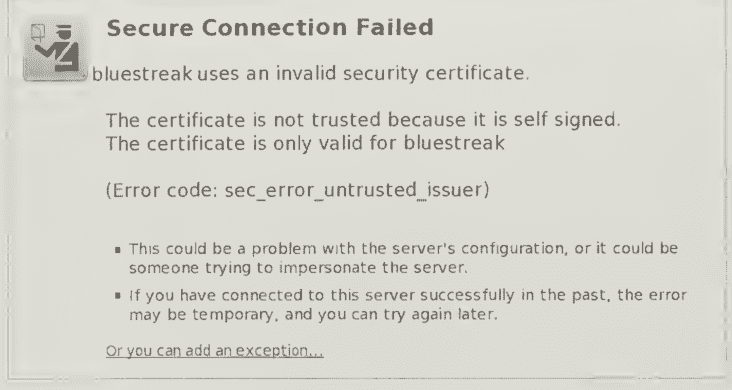 Secure Connection Failed
bluestreak uses an invalid security certificate.
The certificate is not trusted because it is self signed.
The certificate is only valid for bluestreak
(Error code: sec_error_untrusted_issuer)
▪ This could be a problem with the server's configuration, or it could be
someone trying to impersonate the server.
▪ If you have connected to this server successfully in the past, the error
may be temporary, and you can try again later.
Or you can add an exception...